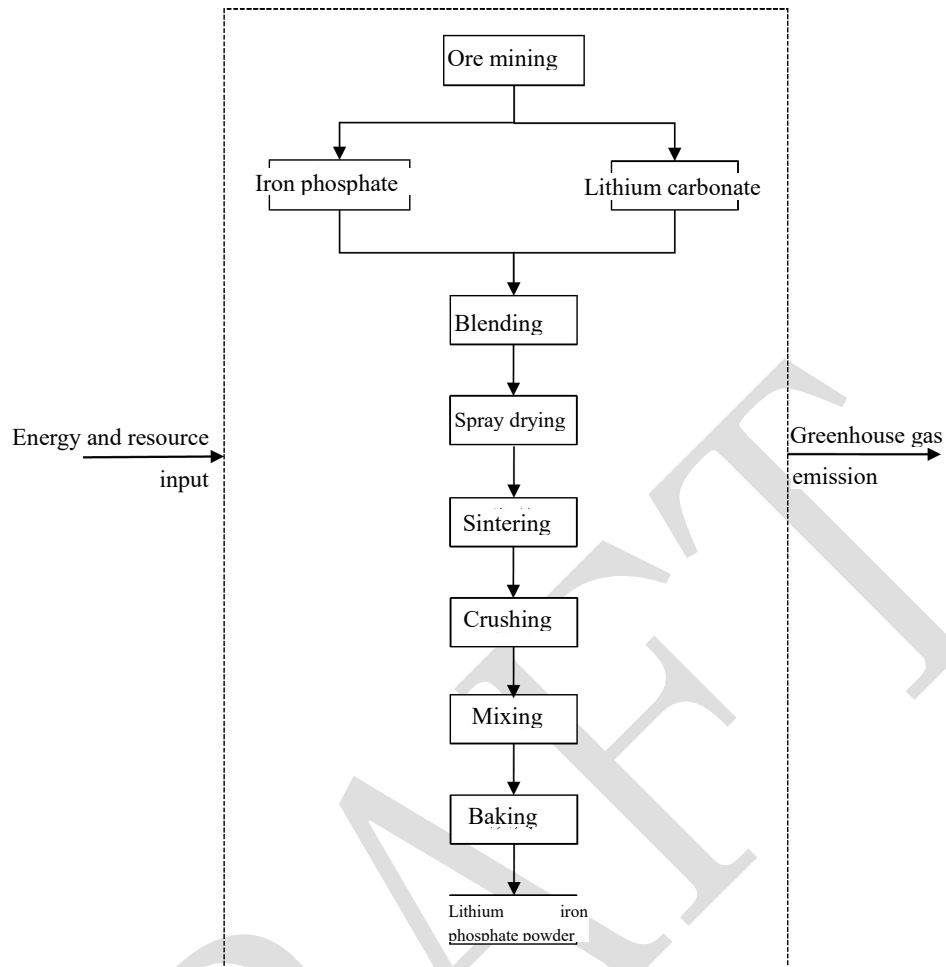 Ore mining
Iron phosphate
Lithium carbonate
Blending
Spray drying
Energy and resource
input
Greenhouse gas
emission
Sintering
Crushing
Mixing
Baking
Lithium iron
phosphate powder
DRAFT